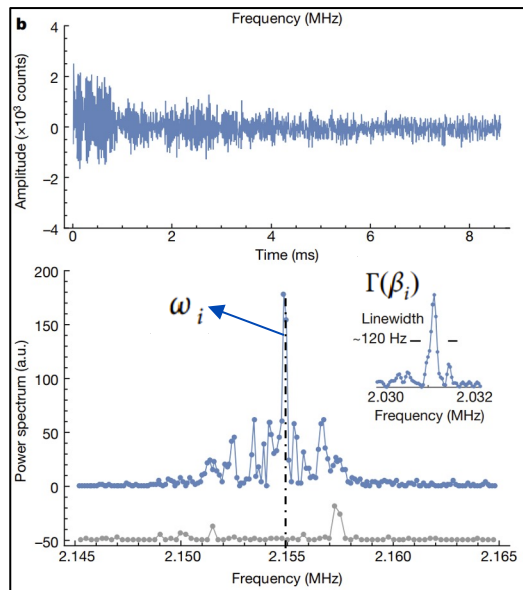 b
Frequency (MHz)
Amplitude (×10³ counts)
4
2
0
−2
−4
0
2
4
6
8
Time (ms)
Power spectrum (a.u.)
200
150
100
50
0
−50
ω i
Γ(β i)
Linewidth
~120 Hz
2.030
2.032
Frequency (MHz)
2.145
2.150
2.155
2.160
2.165
Frequency (MHz)